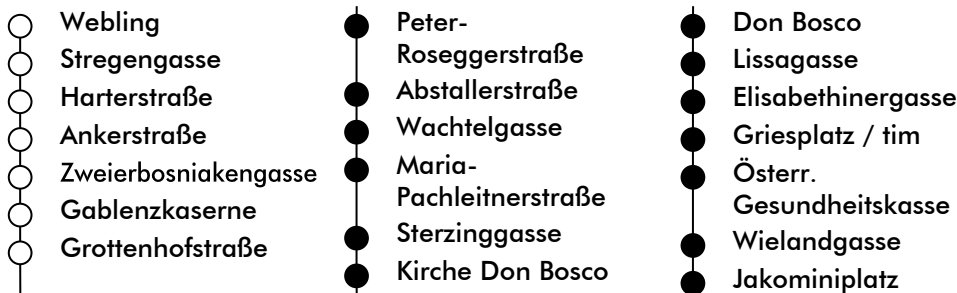 Webling
Stregengasse
Harterstraße
Ankerstraße
Zweierbosniakengasse
Gablenzkaserne
Grottenhofstraße
Peter-
Roseggerstraße
Abstallerstraße
Wachtelgasse
Maria-
Pachleitnerstraße
Sterzinggasse
Kirche Don Bosco
Don Bosco
Lissagasse
Elisabethinergasse
Griesplatz / tim
Österr.
Gesundheitskasse
Wielandgasse
Jakominiplatz